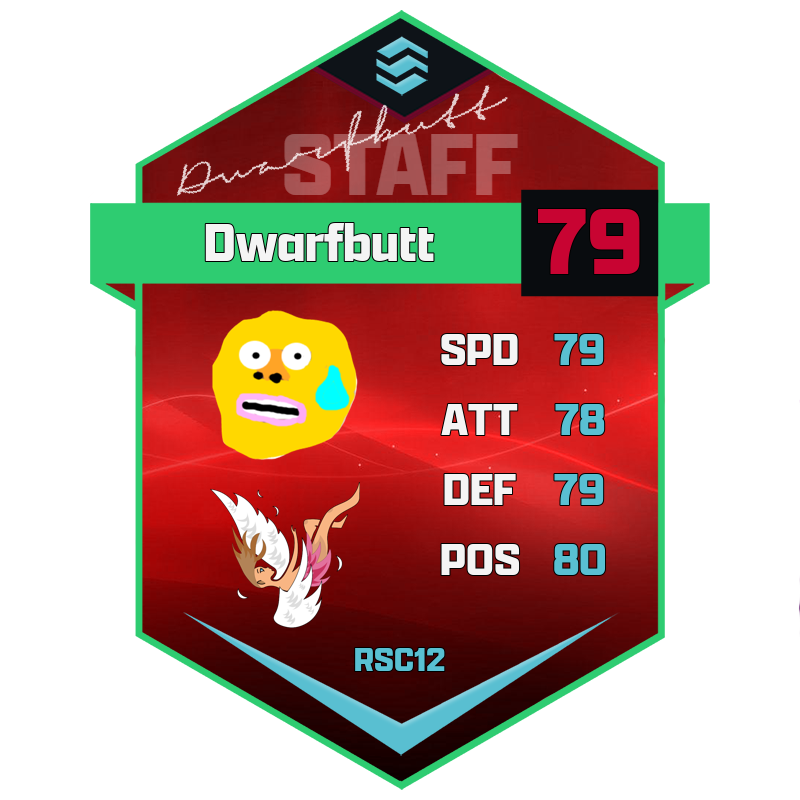 Dwarfbutt
STAFF
Dwarfbutt 79
SPD 79
ATT 78
DEF 79
POS 80
RSC12